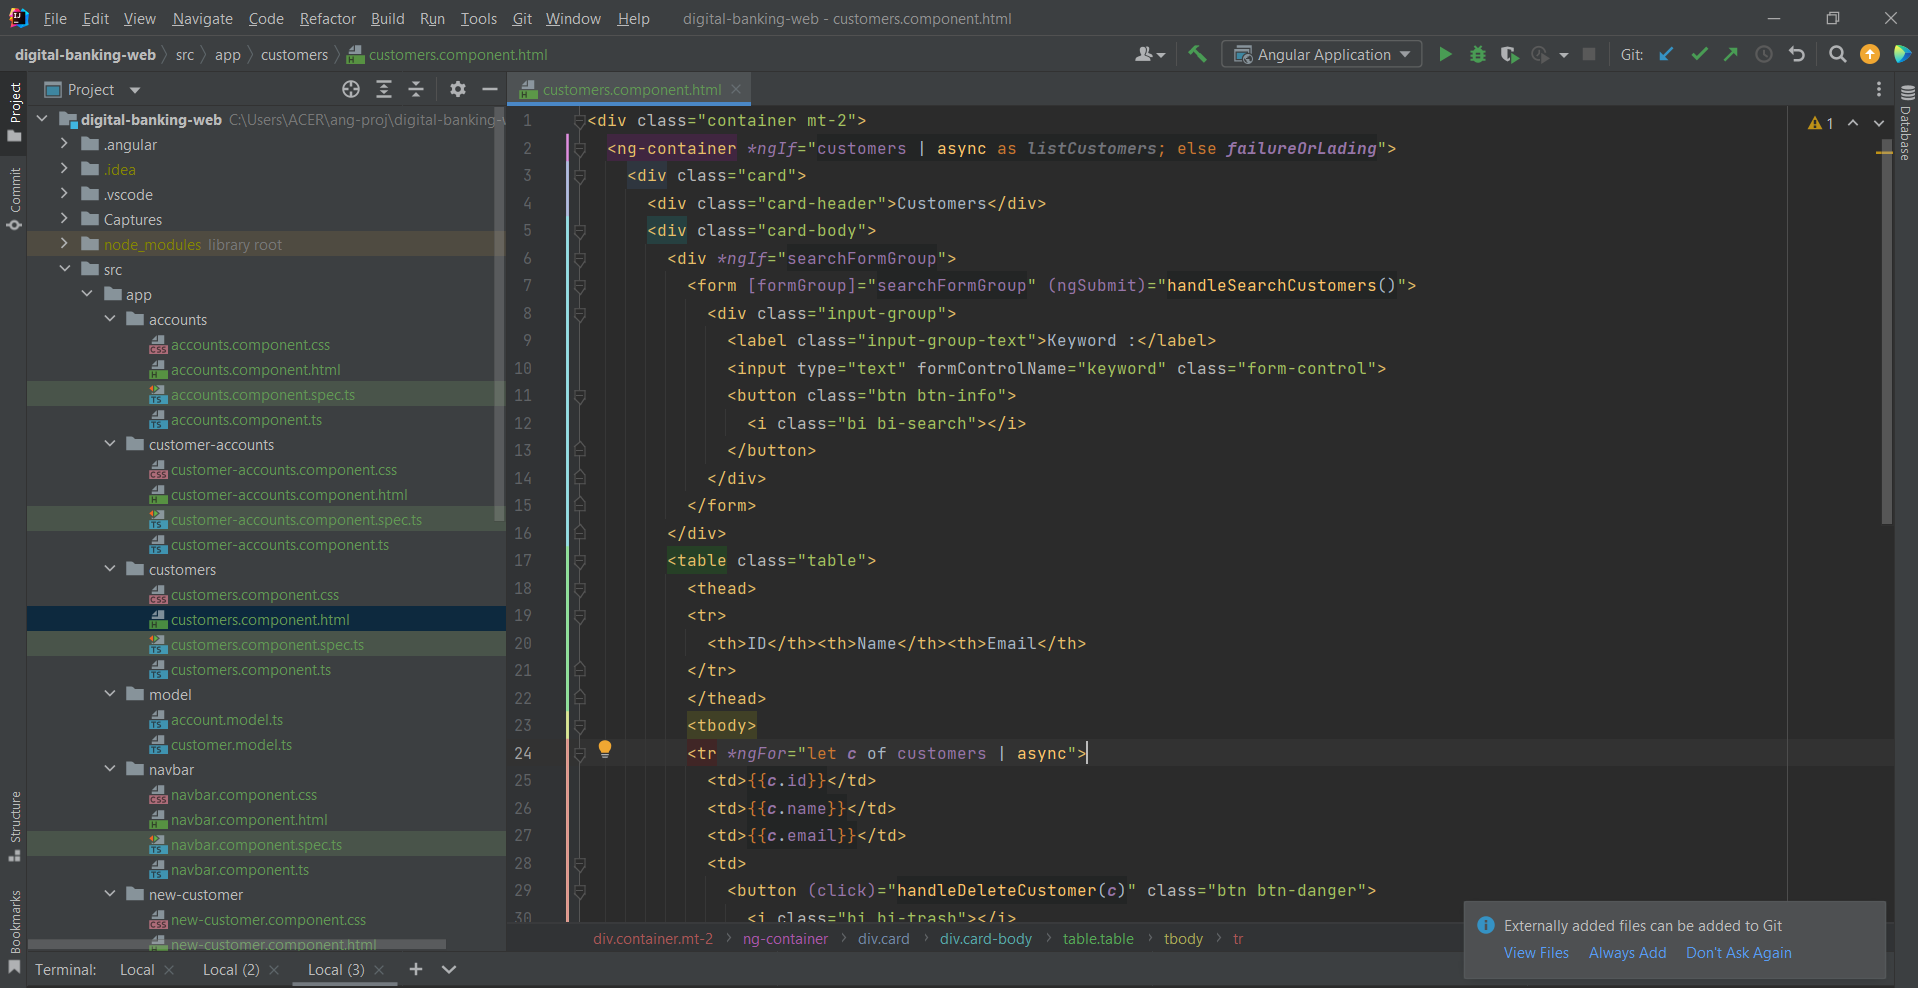 File Edit View Navigate Code Refactor Build Run Tools Git Window Help digital-banking-web - customers.component.html
digital-banking-web src app customers customers.component.html Angular Application Git:
Project
customers.component.html
Project
Commit
Structure
Bookmarks
digital-banking-web C:\Users\ACER\ang-proj\digital-banking-
.angular
.idea
.vscode
Captures
node_modules library root
src
app
accounts
accounts.component.css
accounts.component.html
accounts.component.spec.ts
accounts.component.ts
customer-accounts
customer-accounts.component.css
customer-accounts.component.html
customer-accounts.component.spec.ts
customer-accounts.component.ts
customers
customers.component.css
customers.component.html
customers.component.spec.ts
customers.component.ts
model
account.model.ts
customer.model.ts
navbar
navbar.component.css
navbar.component.html
navbar.component.spec.ts
navbar.component.ts
new-customer
new-customer.component.css
new-customer.component.html
1 <div class="container mt-2">
2 <ng-container *ngIf="customers | async as listCustomers; else failureOrLading">
3 <div class="card">
4 <div class="card-header">Customers</div>
5 <div class="card-body">
6 <div *ngIf="searchFormGroup">
7 <form [formGroup]="searchFormGroup" (ngSubmit)="handleSearchCustomers()">
8 <div class="input-group">
9 <label class="input-group-text">Keyword :</label>
10 <input type="text" formControlName="keyword" class="form-control">
11 <button class="btn btn-info">
12 <i class="bi bi-search"></i>
13 </button>
14 </div>
15 </form>
16 </div>
17 <table class="table">
18 <thead>
19 <tr>
20 <th>ID</th><th>Name</th><th>Email</th>
21 </tr>
22 </thead>
23 <tbody>
24 <tr *ngFor="let c of customers | async">
25 <td>{{c.id}}</td>
26 <td>{{c.name}}</td>
27 <td>{{c.email}}</td>
28 <td>
29 <button (click)="handleDeleteCustomer(c)" class="btn btn-danger">
30 <i class="bi bi-trash"></i>
1
Database
div.container.mt-2 ng-container div.card div.card-body table.table tbody tr
Externally added files can be added to Git
View Files Always Add Don't Ask Again
Terminal: Local Local (2) Local (3)